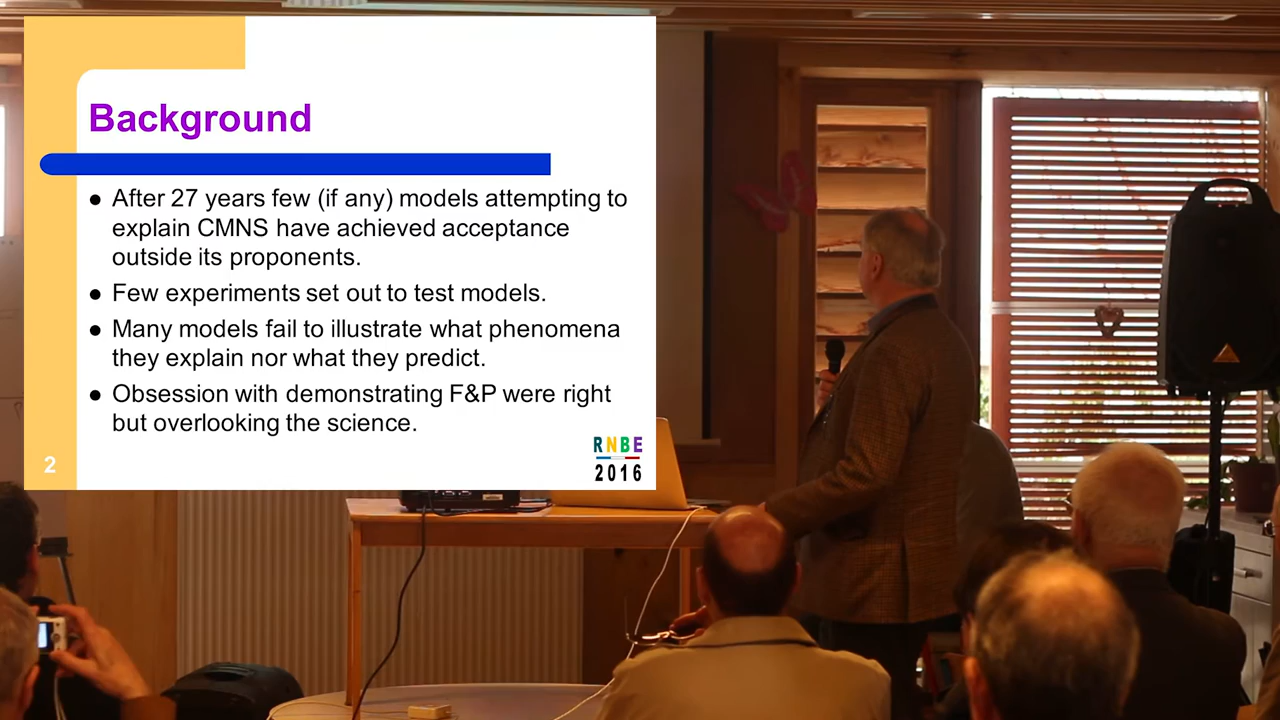 Background
● After 27 years few (if any) models attempting to
explain CMNS have achieved acceptance
outside its proponents.
● Few experiments set out to test models.
● Many models fail to illustrate what phenomena
they explain nor what they predict.
● Obsession with demonstrating F&P were right
but overlooking the science.
2
RNBE
2016